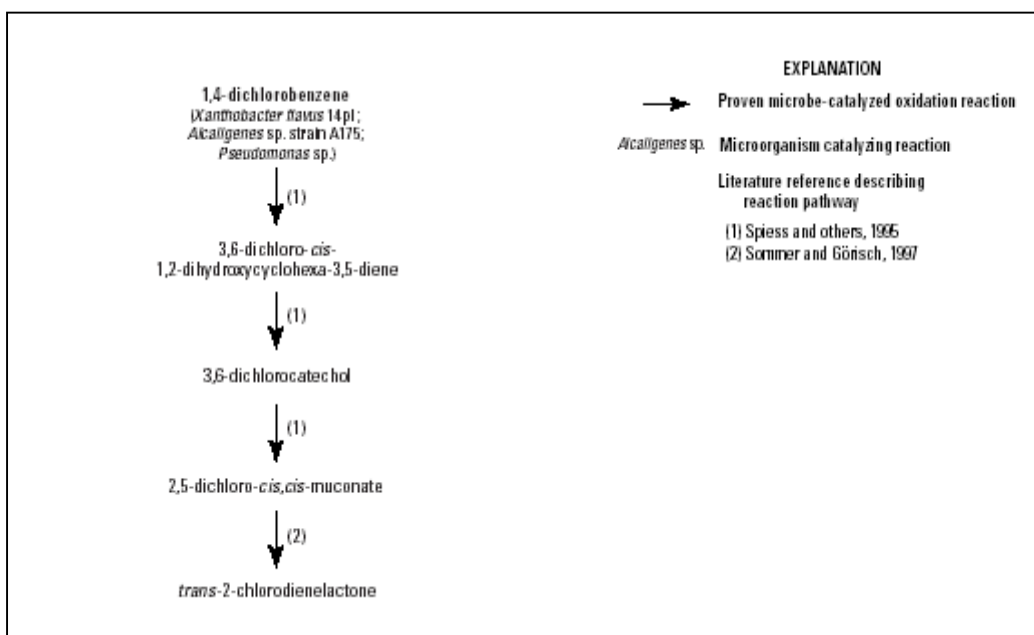 1,4-dichlorobenzene
(Xanthobacter flavus 14pl;
Alcaligenes sp. strain A175;
Pseudomonas sp.)
(1)
3,6-dichloro-cis-
1,2-dihydroxycyclohexa-3,5-diene
(1)
3,6-dichlorocatechol
(1)
2,5-dichloro-cis,cis-muconate
(2)
trans-2-chlorodienelactone
EXPLANATION
Proven microbe-catalyzed oxidation reaction
Alcaligenes sp. Microorganism catalyzing reaction
Literature reference describing
reaction pathway
(1) Spiess and others, 1995
(2) Sommer and Görisch, 1997